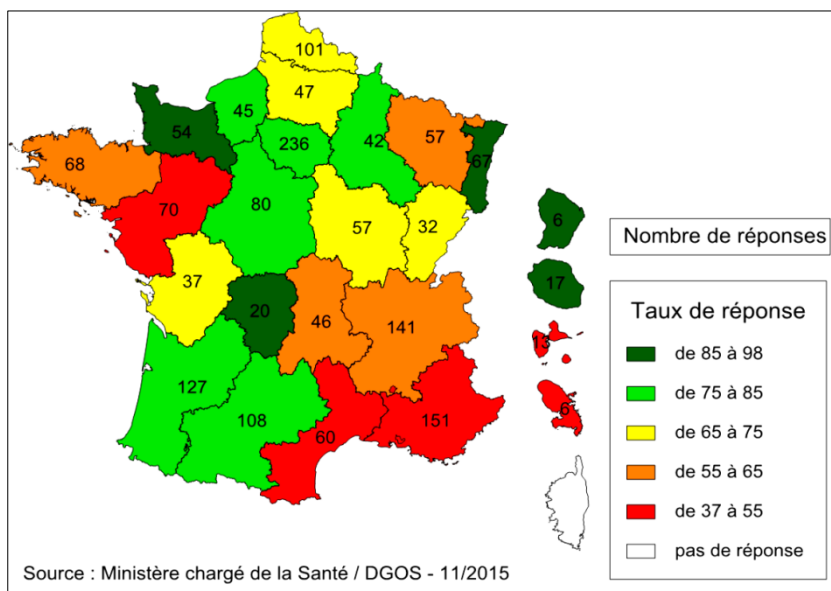 101
47
45
54
236
42
57
67
68
70
80
57
32
37
20
46
141
127
108
60
151
6
17
13
6
Nombre de réponses
Taux de réponse
de 85 à 98
de 75 à 85
de 65 à 75
de 55 à 65
de 37 à 55
pas de réponse
Source : Ministère chargé de la Santé / DGOS - 11/2015